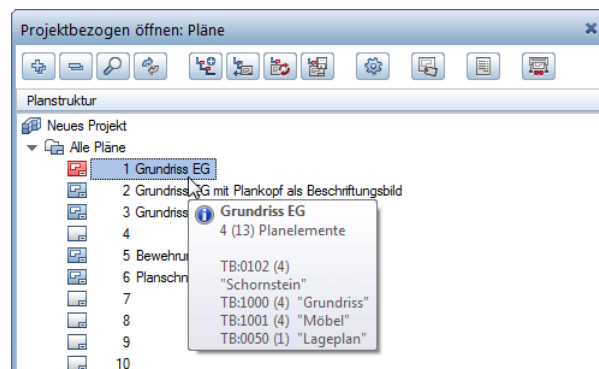 Projektbezogen öffnen: Pläne
Planstruktur
Neues Projekt
Alle Pläne
1 Grundriss EG
2 Grundriss EG mit Plankopf als Beschriftungsbild
3 Grundriss
4
5 Bewehru
6 Planschn
7
8
9
10
Grundriss EG
4 (13) Planelemente
TB:0102 (4)
"Schornstein"
TB:1000 (4) "Grundriss"
TB:1001 (4) "Möbel"
TB:0050 (1) "Lageplan"